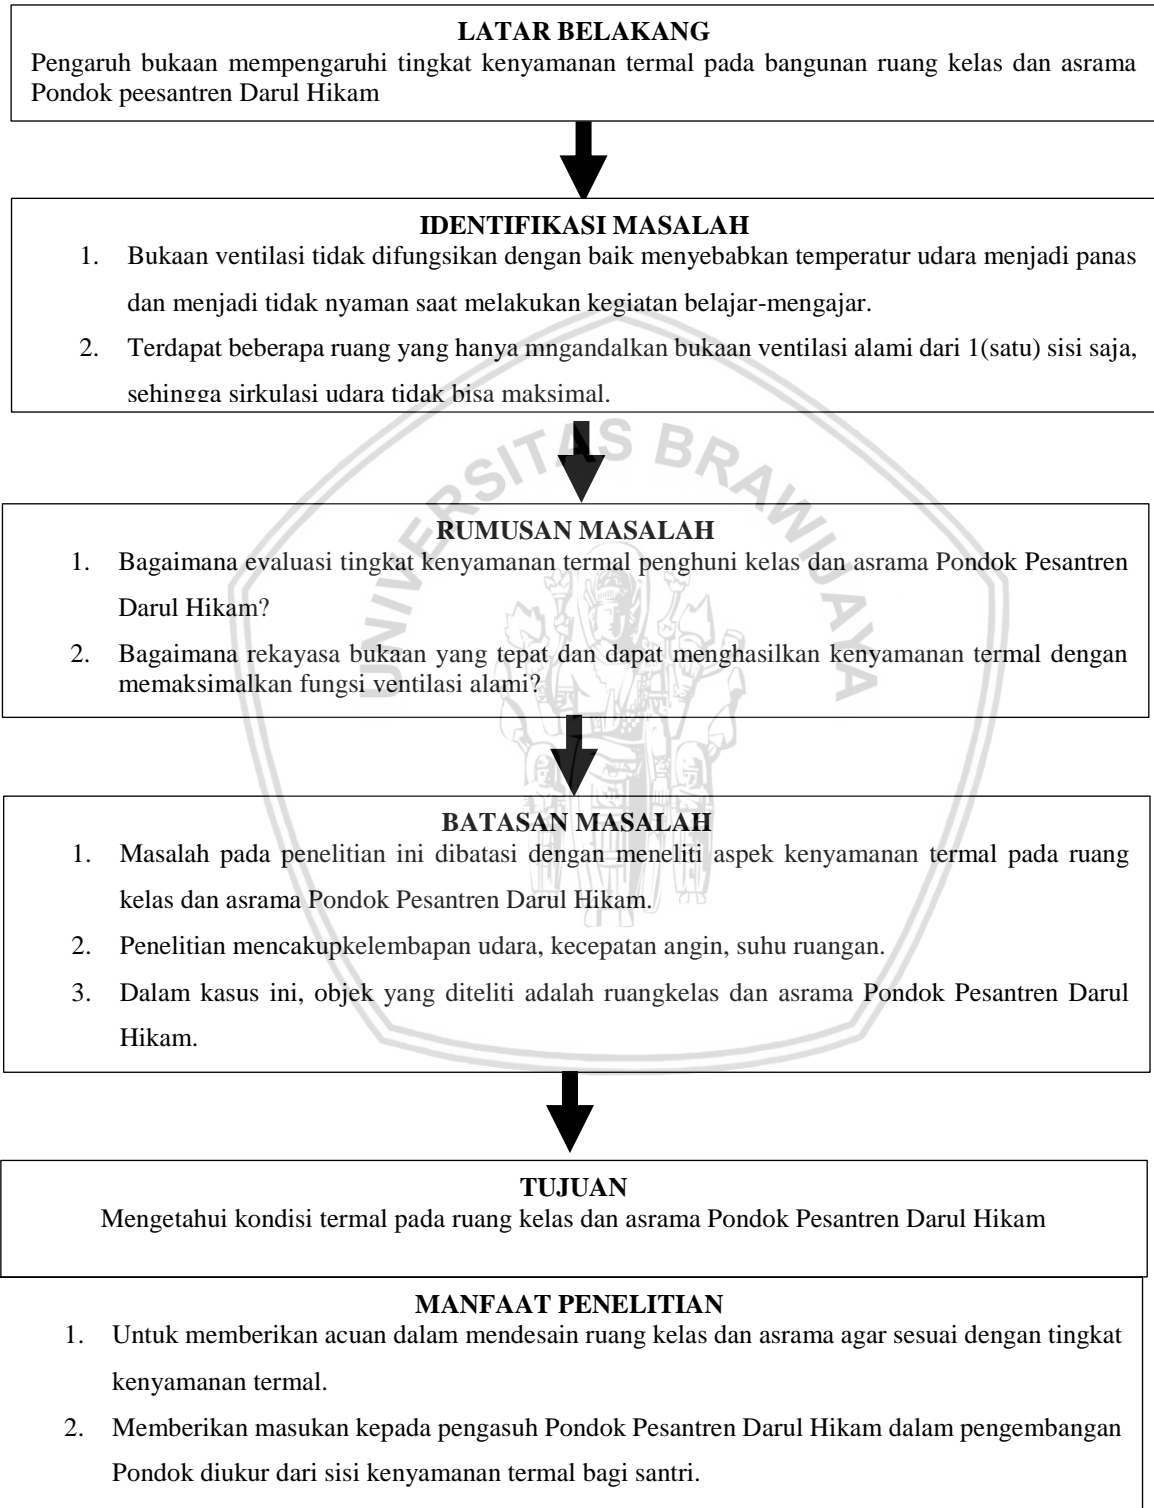 LATAR BELAKANG
Pengaruh bukaan mempengaruhi tingkat kenyamanan termal pada bangunan ruang kelas dan asrama
Pondok peesantren Darul Hikam
IDENTIFIKASI MASALAH
1. Bukaan ventilasi tidak difungsikan dengan baik menyebabkan temperatur udara menjadi panas
dan menjadi tidak nyaman saat melakukan kegiatan belajar-mengajar.
2. Terdapat beberapa ruang yang hanya mngandalkan bukaan ventilasi alami dari 1(satu) sisi saja,
sehingga sirkulasi udara tidak bisa maksimal.
UNIVERSITAS BRAWIJAYA
RUMUSAN MASALAH
1. Bagaimana evaluasi tingkat kenyamanan termal penghuni kelas dan asrama Pondok Pesantren
Darul Hikam?
2. Bagaimana rekayasa bukaan yang tepat dan dapat menghasilkan kenyamanan termal dengan
memaksimalkan fungsi ventilasi alami?
BATASAN MASALAH
1. Masalah pada penelitian ini dibatasi dengan meneliti aspek kenyamanan termal pada ruang
kelas dan asrama Pondok Pesantren Darul Hikam.
2. Penelitian mencakupkelembapan udara, kecepatan angin, suhu ruangan.
3. Dalam kasus ini, objek yang diteliti adalah ruangkelas dan asrama Pondok Pesantren Darul
Hikam.
TUJUAN
Mengetahui kondisi termal pada ruang kelas dan asrama Pondok Pesantren Darul Hikam
MANFAAT PENELITIAN
1. Untuk memberikan acuan dalam mendesain ruang kelas dan asrama agar sesuai dengan tingkat
kenyamanan termal.
2. Memberikan masukan kepada pengasuh Pondok Pesantren Darul Hikam dalam pengembangan
Pondok diukur dari sisi kenyamanan termal bagi santri.